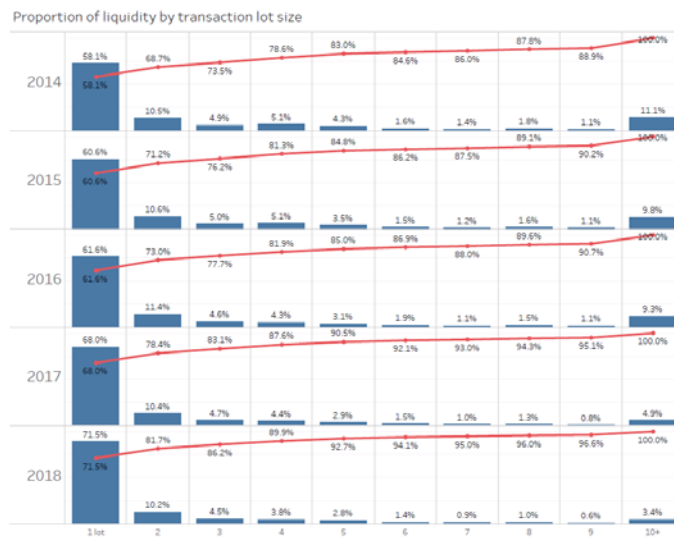 Proportion of liquidity by transaction lot size
58.1% 68.7% 78.6% 83.0% 87.8% 100.0%
58.1% 73.5% 84.6% 86.0% 88.9%
2014
10.5% 4.9% 5.1% 4.3% 1.6% 1.4% 1.8% 1.1% 11.1%
60.6% 71.2% 81.3% 84.8% 89.1% 100.0%
60.6% 76.2% 86.2% 87.5% 90.2%
2015
10.6% 5.0% 5.1% 3.5% 1.5% 1.2% 1.6% 1.1% 9.8%
61.6% 73.0% 81.9% 85.0% 86.9% 89.6% 100.0%
61.6% 77.7% 88.0% 90.7%
2016
11.4% 4.6% 4.3% 3.1% 1.9% 1.1% 1.5% 1.1% 9.3%
68.0% 78.4% 83.1% 87.6% 90.5%
68.0% 92.1% 93.0% 94.3% 95.1% 100.0%
2017
10.4% 4.7% 4.4% 2.9% 1.5% 1.0% 1.3% 0.8% 4.9%
71.5% 81.7% 89.9%
71.5% 86.2% 92.7% 94.1% 95.0% 96.0% 96.6% 100.0%
2018
10.2% 4.5% 3.8% 2.8% 1.4% 0.9% 1.0% 0.6% 3.4%
1 lot 2 3 4 5 6 7 8 9 10+